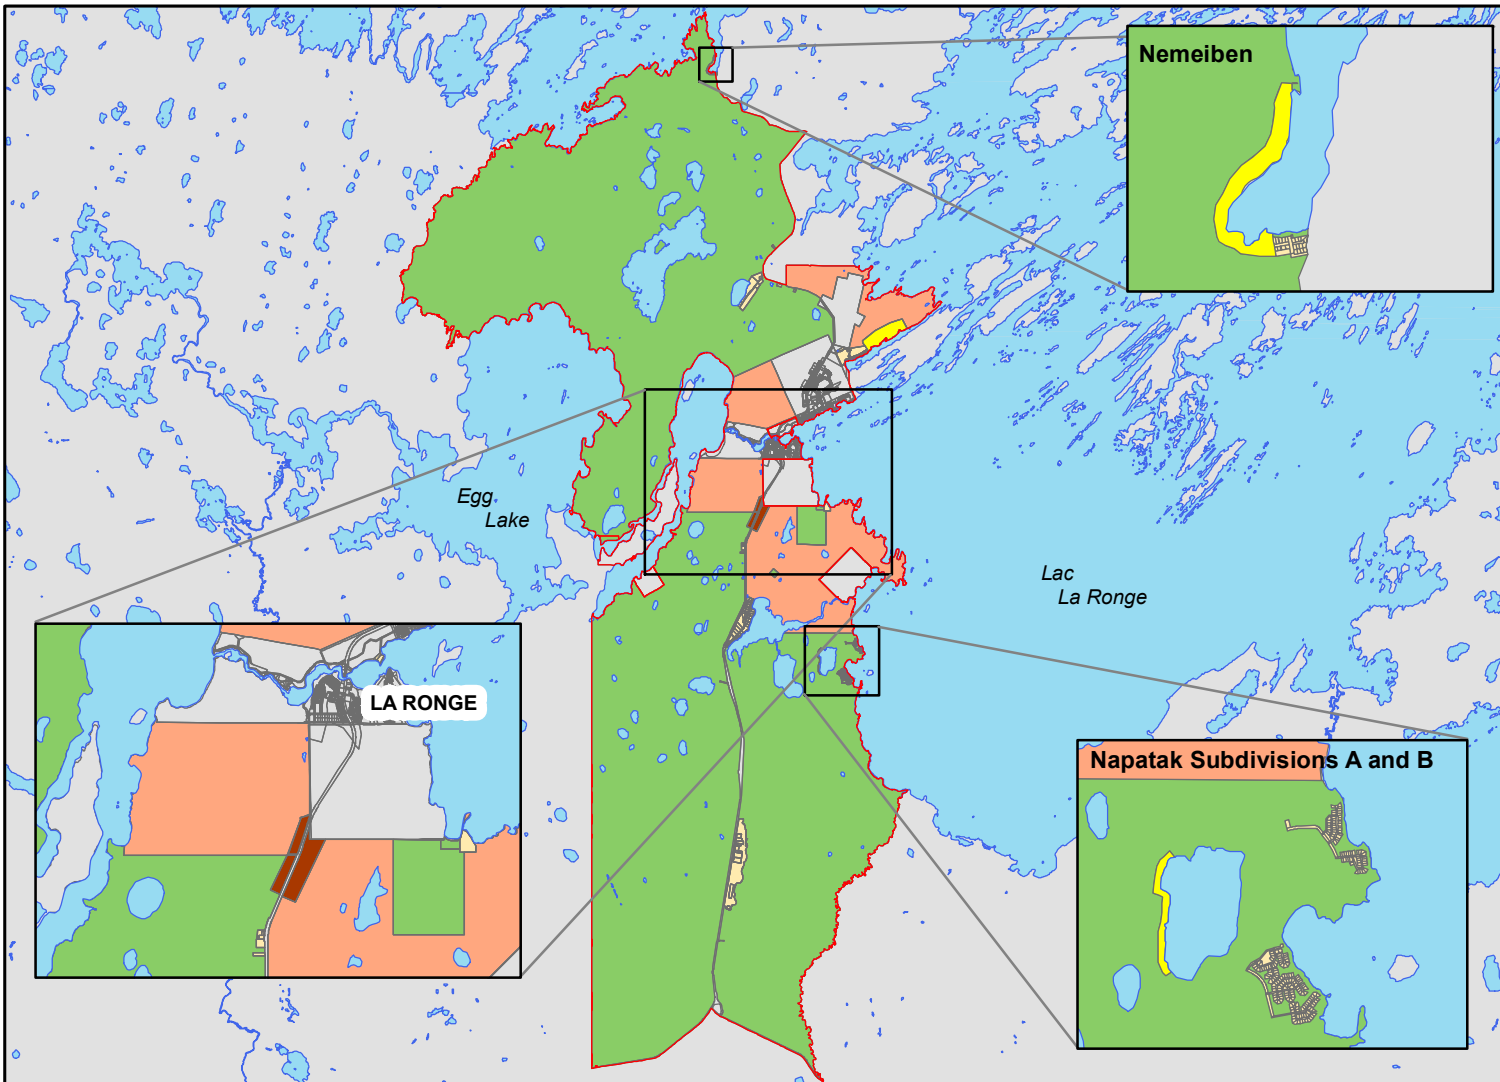 Nemeiben
Egg
Lake
Lac
La Ronge
LA RONGE
Napatak Subdivisions A and B